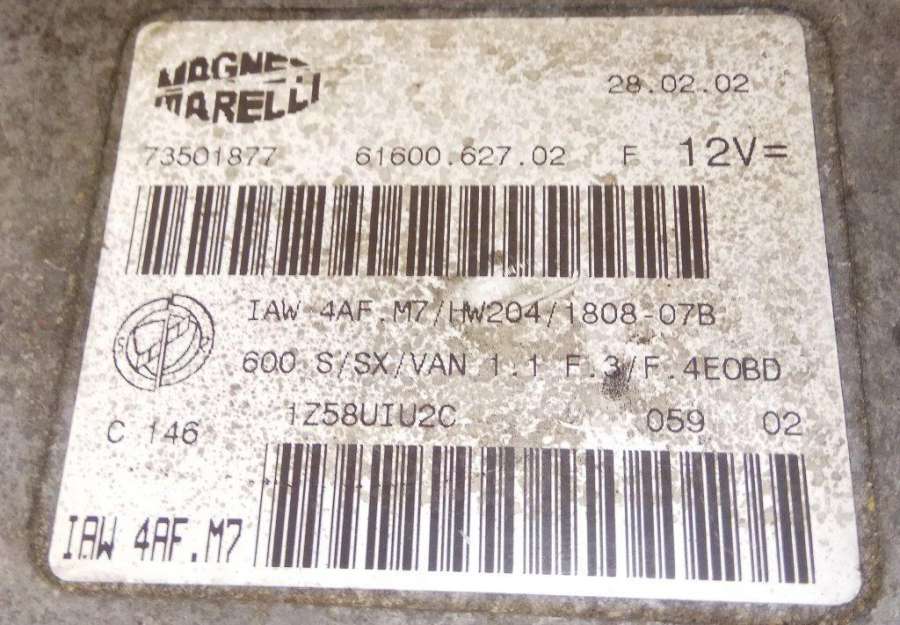 MAGNETI
MARELLI
28.02.02
73501877 61600.627.02 F 12V=
IAW 4AF.M7/HW204/1808-07B
600 S/SX/VAN 1.1 F.3/F.4EOBD
1Z58UIU2C 059 02
C 146
IAW 4AF.M7